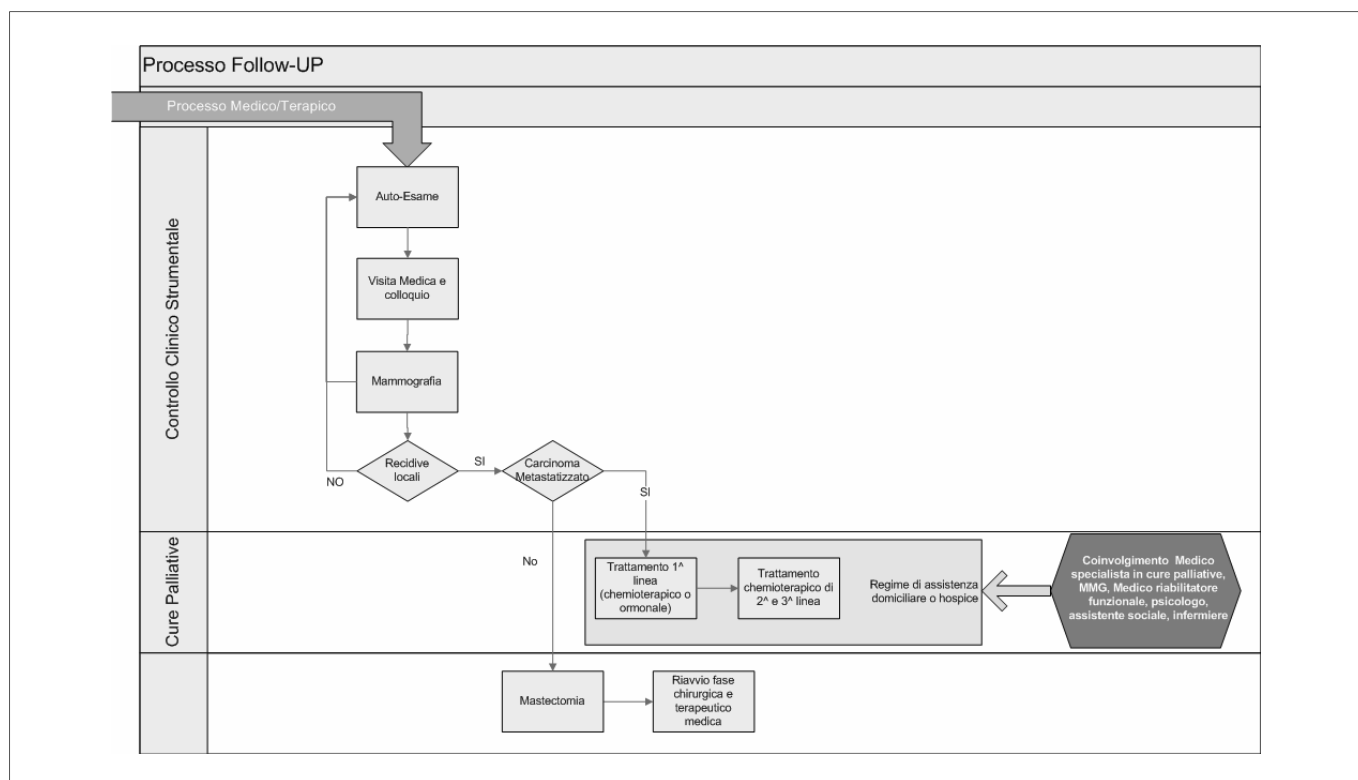 Processo Follow-UP
Processo Medico/Terapico
Controllo Clinico Strumentale
Auto-Esame
Visita Medica e
colloquio
Mammografia
Recidive
locali
NO
SI
Carcinoma
Metastatizzato
SI
No
Cure Palliative
Trattamento 1^
linea
(chemioterapico o
ormonale)
Trattamento
chemioterapico di
2^ e 3^ linea
Regime di assistenza
domiciliare o hospice
Coinvolgimento Medico
specialista in cure palliative,
MMG, Medico riabilitatore
funzionale, psicologo,
assistente sociale, infermiere
Mastectomia
Riavvio fase
chirurgica e
terapeutico
medica